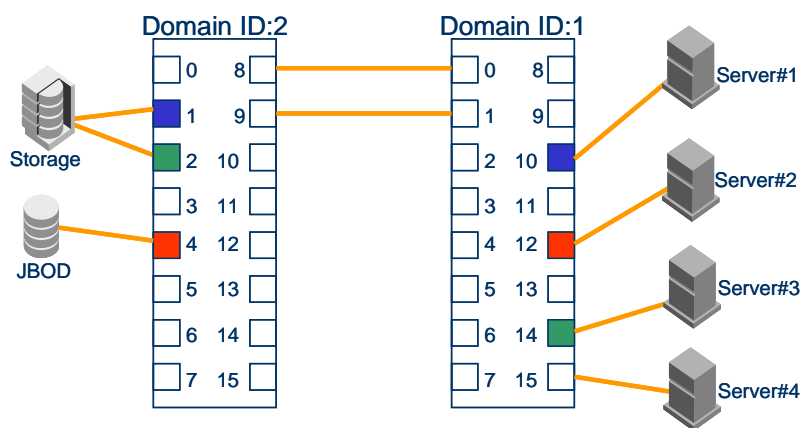 Domain ID:2
Domain ID:1
0 8
1 9
2 10
3 11
4 12
5 13
6 14
7 15
0 8
1 9
2 10
3 11
4 12
5 13
6 14
7 15
Storage
JBOD
Server#1
Server#2
Server#3
Server#4